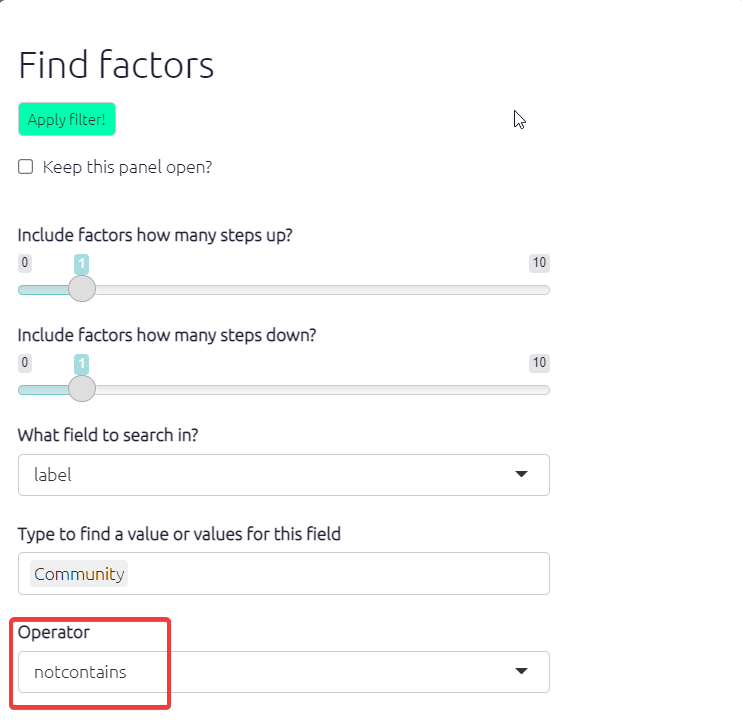 Find factors
Apply filter!
Keep this panel open?
Include factors how many steps up?
0 1 10
Include factors how many steps down?
0 1 10
What field to search in?
label
Type to find a value or values for this field
Community
Operator
notcontains